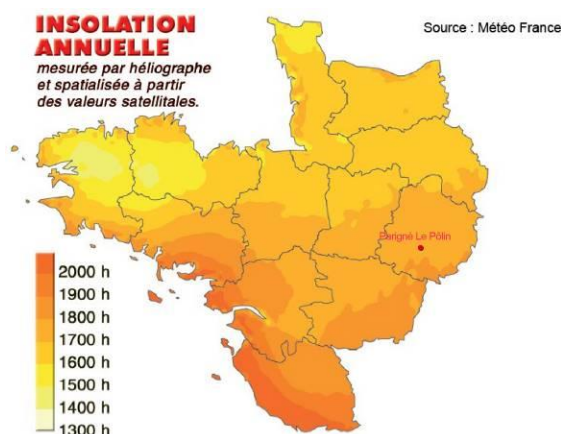 INSOLATION
ANNUELLE
mesurée par héliographe
et spatialisée à partir
des valeurs satellitales.
Source : Météo France
Parigné Le Pôlin
2000 h
1900 h
1800 h
1700 h
1600 h
1500 h
1400 h
1300 h